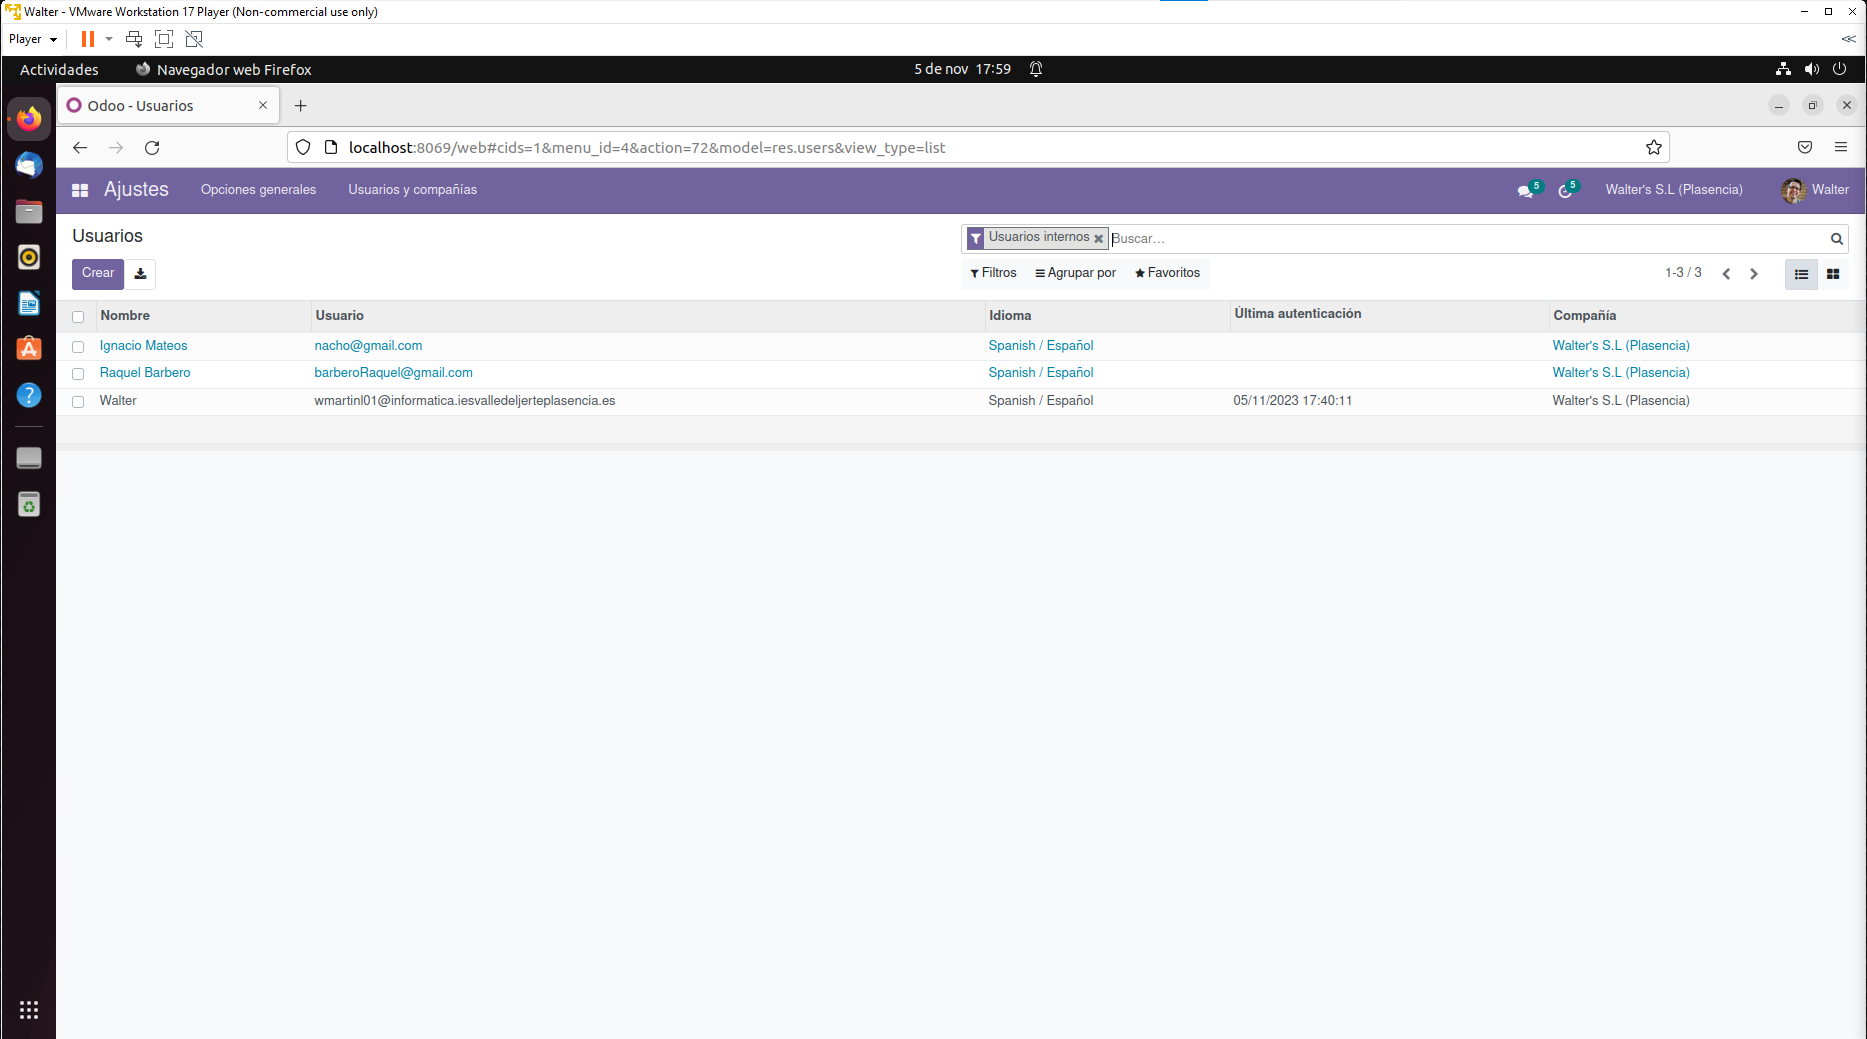 Walter - VMware Workstation 17 Player (Non-commercial use only)
Player
Actividades Navegador web Firefox 5 de nov 17:59
Odoo - Usuarios
localhost:8069/web#cids=1&menu_id=4&action=72&model=res.users&view_type=list
Ajustes Opciones generales Usuarios y compañías 5 5 Walter's S.L (Plasencia) Walter
Usuarios
Usuarios internos Buscar...
Crear Filtros Agrupar por Favoritos 1-3 / 3
Nombre Usuario Idioma Última autenticación Compañía
Ignacio Mateos nacho@gmail.com Spanish / Español Walter's S.L (Plasencia)
Raquel Barbero barberoRaquel@gmail.com Spanish / Español Walter's S.L (Plasencia)
Walter wmartinl01@informatica.iesvalledeljerteplasencia.es Spanish / Español 05/11/2023 17:40:11 Walter's S.L (Plasencia)